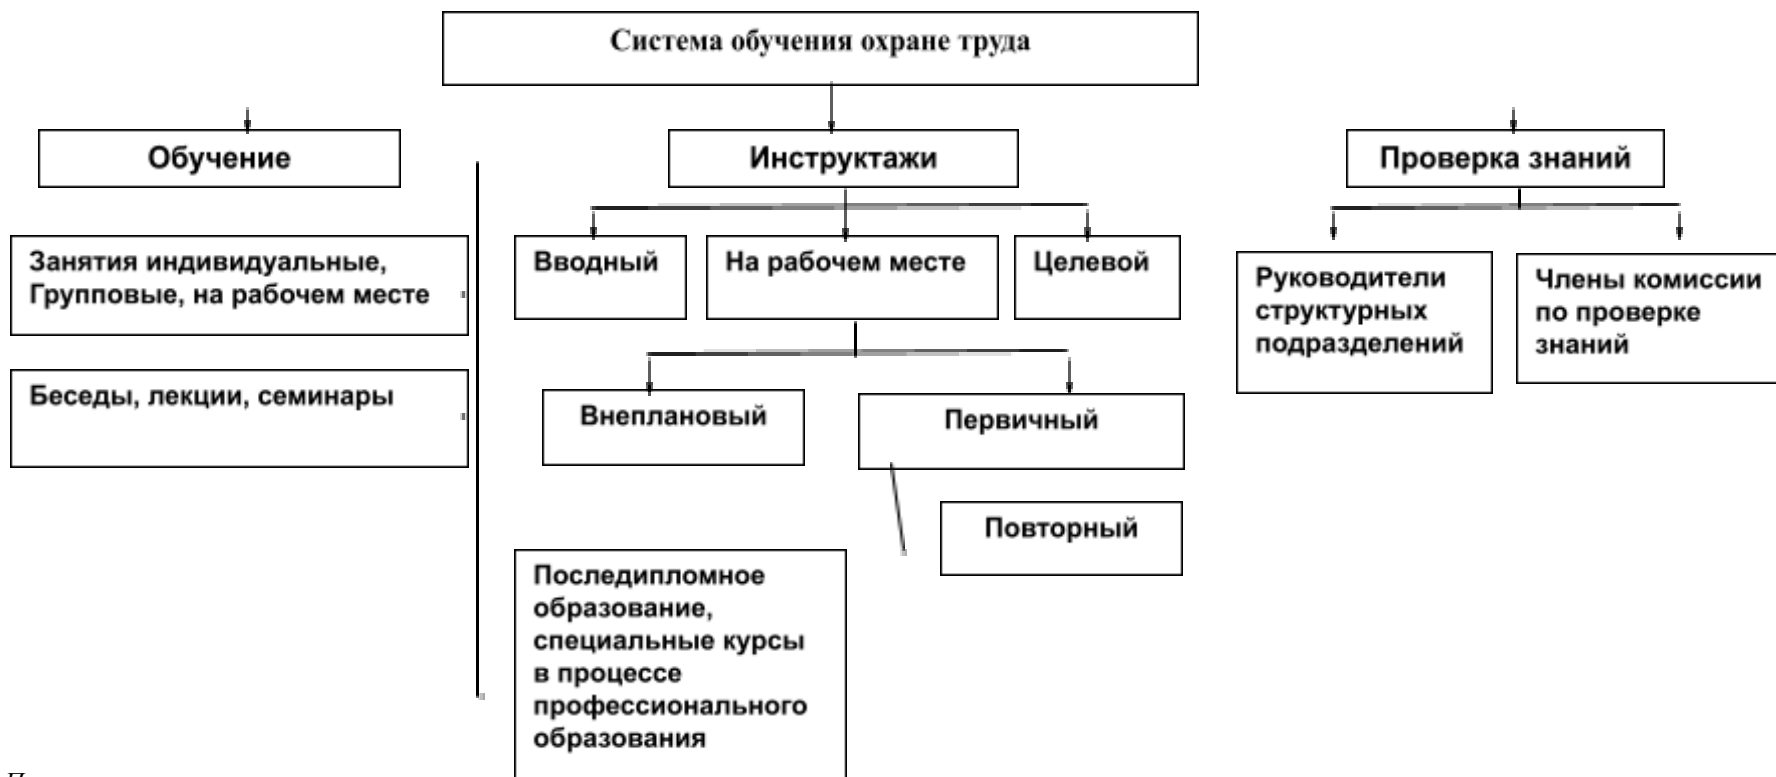 Система обучения охране труда
Обучение
Инструктажи
Проверка знаний
Занятия индивидуальные,
Групповые, на рабочем месте
Беседы, лекции, семинары
Вводный
На рабочем месте
Целевой
Внеплановый
Первичный
Повторный
Последипломное
образование,
специальные курсы
в процессе
профессионального
образования
Руководители
структурных
подразделений
Члены комиссии
по проверке
знаний